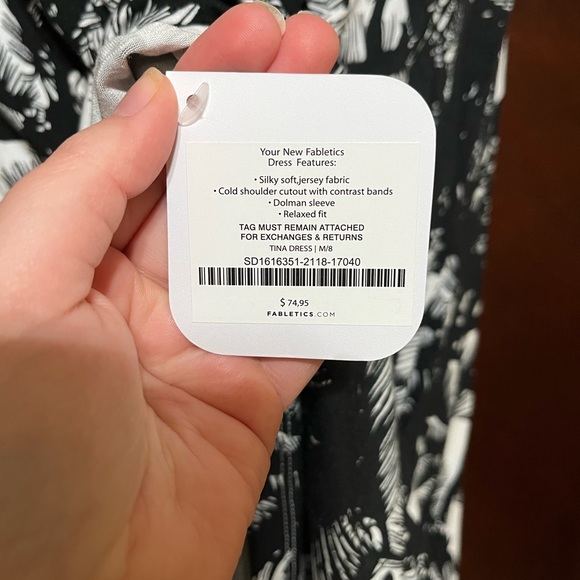 Your New Fabletics
Dress Features:
• Silky soft,jersey fabric
• Cold shoulder cutout with contrast bands
• Dolman sleeve
• Relaxed fit
TAG MUST REMAIN ATTACHED
FOR EXCHANGES & RETURNS
TINA DRESS | M/8
SD1616351-2118-17040
$ 74,95
FABLETICS.COM